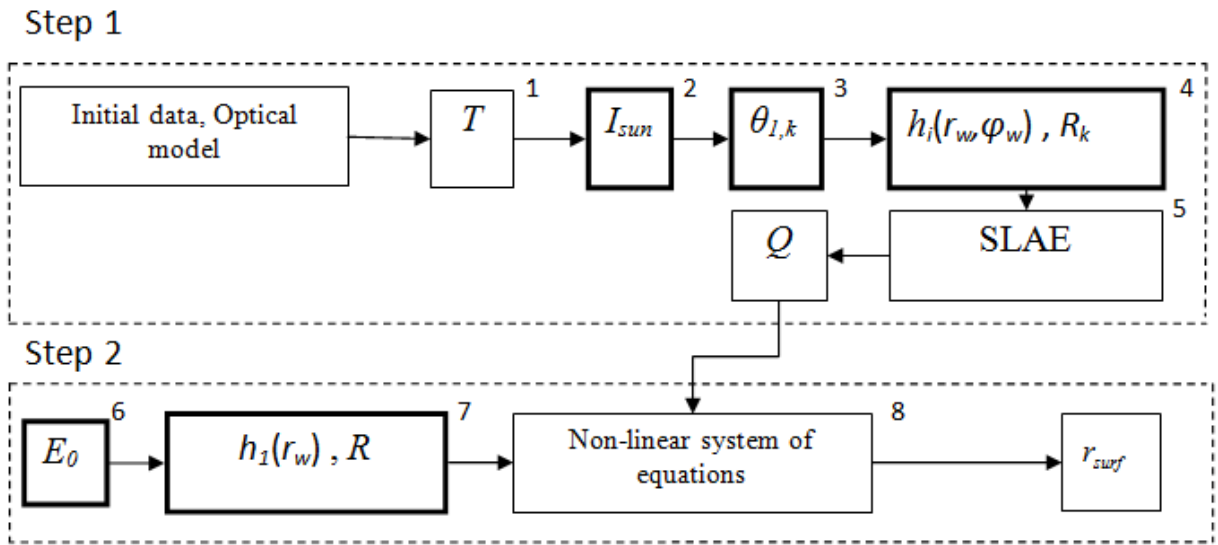 Step 1
Initial data, Optical
model
T
1
I_sun
2
θ_1,k
3
h_i(r_w,φ_w) , R_k
4
Q
SLAE
5
Step 2
E_0
6
h_1(r_w) , R
7
Non-linear system of
equations
8
r_surf